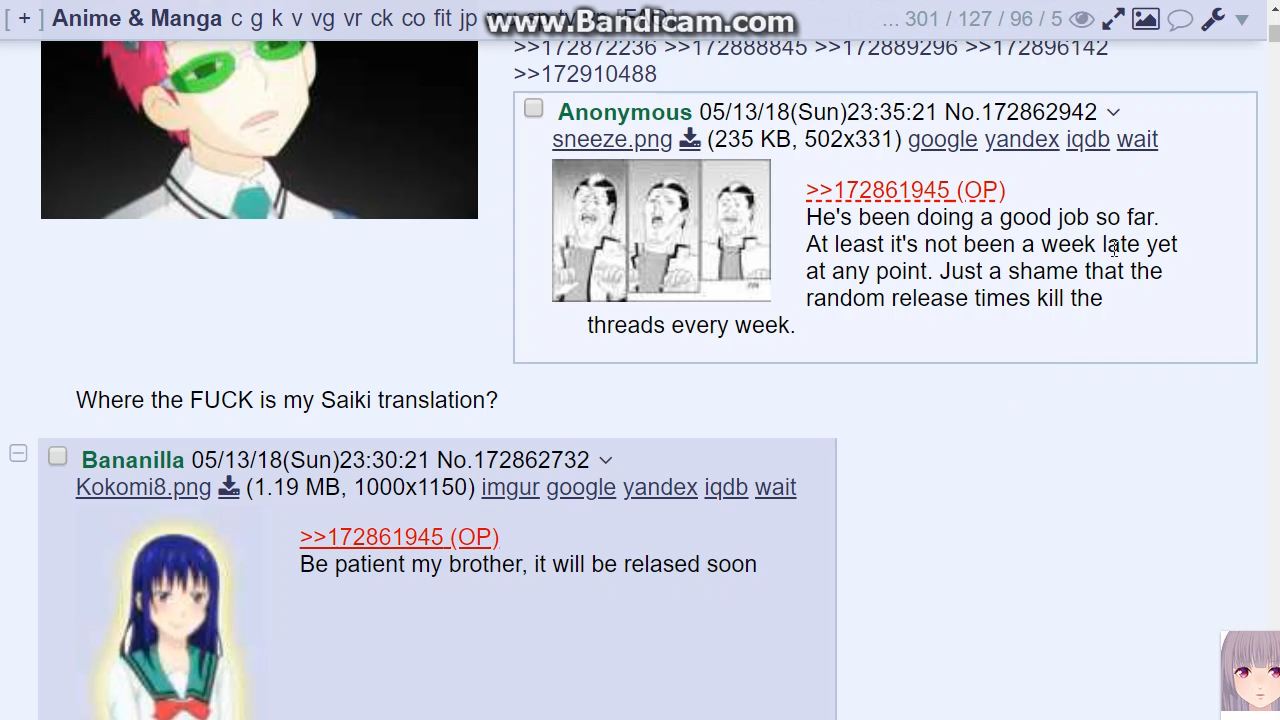 [ + ] Anime & Manga c g k v vg vr ck co fit jp
www.Bandicam.com
... 301 / 127 / 96 / 5
>>172872236 >>172888845 >>172889296 >>172896142
>>172910488
Anonymous 05/13/18(Sun)23:35:21 No.172862942
sneeze.png (235 KB, 502x331) google yandex iqdb wait
>>172861945 (OP)
He's been doing a good job so far.
At least it's not been a week late yet
at any point. Just a shame that the
random release times kill the
threads every week.
Where the FUCK is my Saiki translation?
Bananilla 05/13/18(Sun)23:30:21 No.172862732
Kokomi8.png (1.19 MB, 1000x1150) imgur google yandex iqdb wait
>>172861945 (OP)
Be patient my brother, it will be relased soon